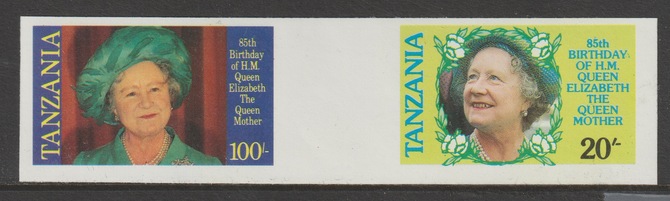 TANZANIA
85th
Birthday
of H.M.
Queen
Elizabeth
The
Queen
Mother
100/-
TANZANIA
85th
BIRTHDAY
OF H.M.
QUEEN
ELIZABETH
THE
QUEEN
MOTHER
20/-